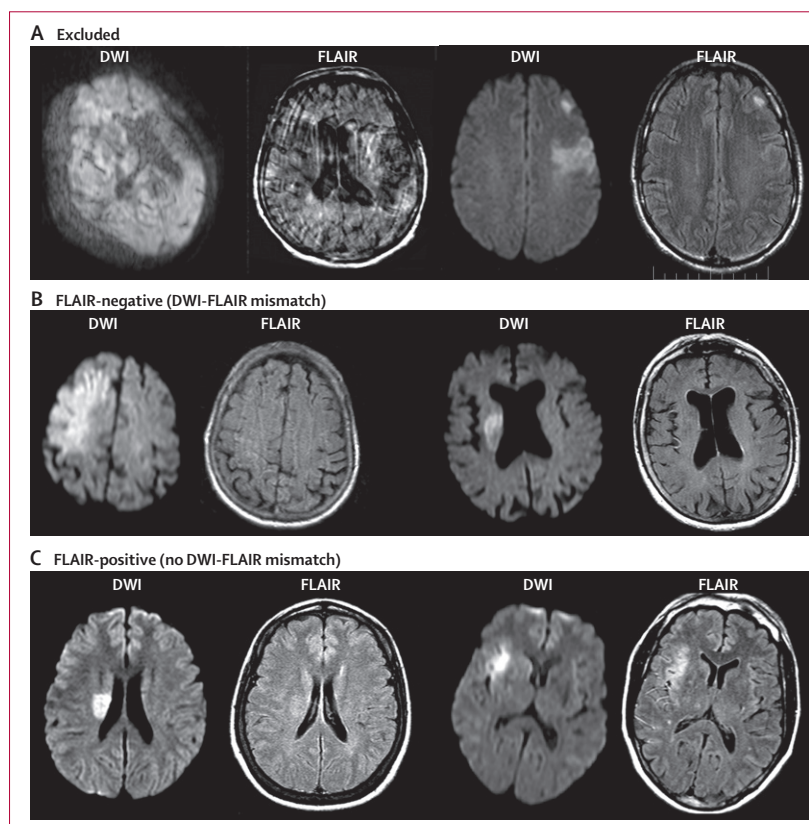 A Excluded
DWI FLAIR DWI FLAIR
B FLAIR-negative (DWI-FLAIR mismatch)
DWI FLAIR DWI FLAIR
C FLAIR-positive (no DWI-FLAIR mismatch)
DWI FLAIR DWI FLAIR